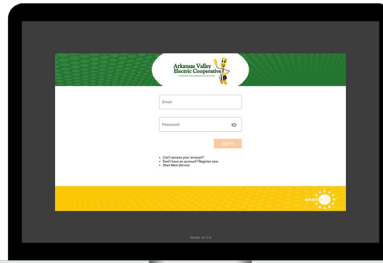 Arkansas Valley
Electric Cooperative
Email
Password
Sign In
Can't access your account?
Don't have an account? Register now
Start New Service